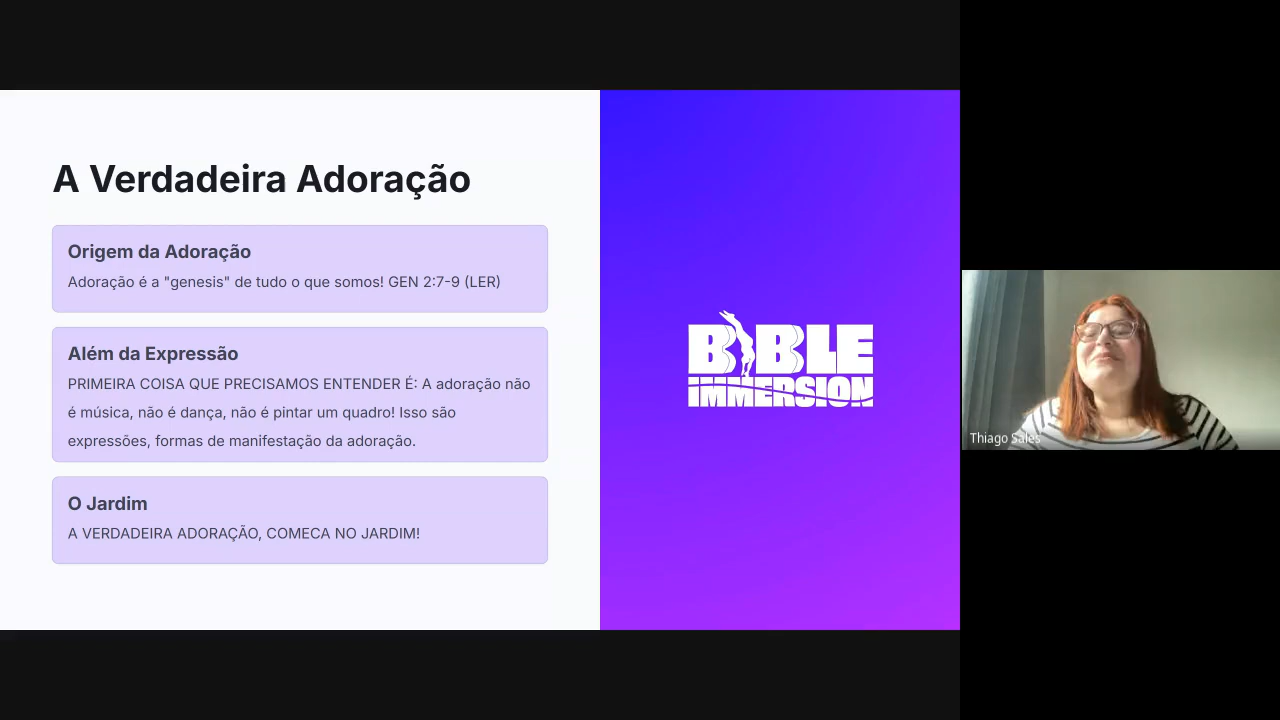 A Verdadeira Adoração
Origem da Adoração
Adoração é a "genesis" de tudo o que somos! GEN 2:7-9 (LER)
Além da Expressão
PRIMEIRA COISA QUE PRECISAMOS ENTENDER É: A adoração não
é música, não é dança, não é pintar um quadro! Isso são
expressões, formas de manifestação da adoração.
O Jardim
A VERDADEIRA ADORAÇÃO, COMECA NO JARDIM!
BIBLE
IMMERSION
Thiago Sales